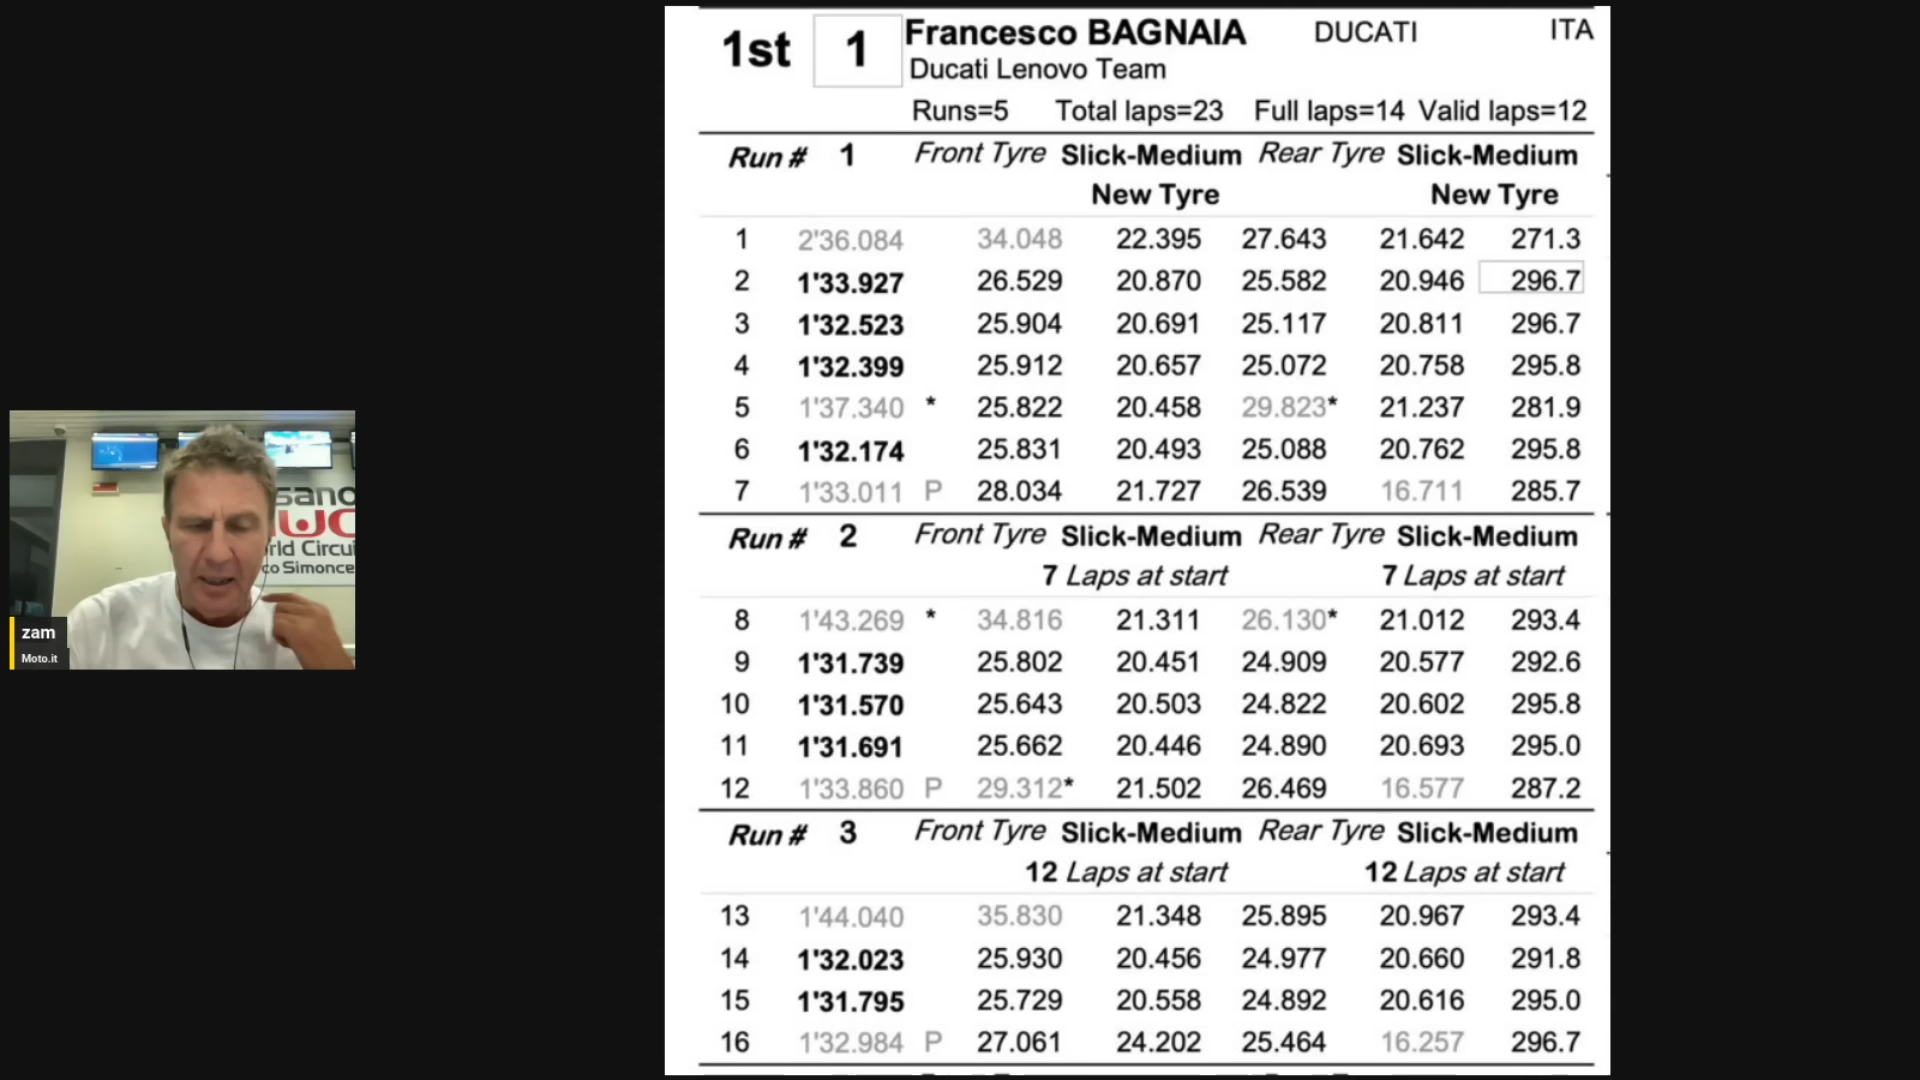 1st 1 Francesco BAGNAIA DUCATI ITA
Ducati Lenovo Team
Runs=5 Total laps=23 Full laps=14 Valid laps=12
Run # 1 Front Tyre Slick-Medium Rear Tyre Slick-Medium
New Tyre New Tyre
1 2'36.084 34.048 22.395 27.643 21.642 271.3
2 1'33.927 26.529 20.870 25.582 20.946 296.7
3 1'32.523 25.904 20.691 25.117 20.811 296.7
4 1'32.399 25.912 20.657 25.072 20.758 295.8
5 1'37.340 * 25.822 20.458 29.823* 21.237 281.9
6 1'32.174 25.831 20.493 25.088 20.762 295.8
7 1'33.011 P 28.034 21.727 26.539 16.711 285.7
Run # 2 Front Tyre Slick-Medium Rear Tyre Slick-Medium
7 Laps at start 7 Laps at start
8 1'43.269 * 34.816 21.311 26.130* 21.012 293.4
9 1'31.739 25.802 20.451 24.909 20.577 292.6
10 1'31.570 25.643 20.503 24.822 20.602 295.8
11 1'31.691 25.662 20.446 24.890 20.693 295.0
12 1'33.860 P 29.312* 21.502 26.469 16.577 287.2
Run # 3 Front Tyre Slick-Medium Rear Tyre Slick-Medium
12 Laps at start 12 Laps at start
13 1'44.040 35.830 21.348 25.895 20.967 293.4
14 1'32.023 25.930 20.456 24.977 20.660 291.8
15 1'31.795 25.729 20.558 24.892 20.616 295.0
16 1'32.984 P 27.061 24.202 25.464 16.257 296.7
sano
WC
rld Circui
co Simonce
zam
Moto.it